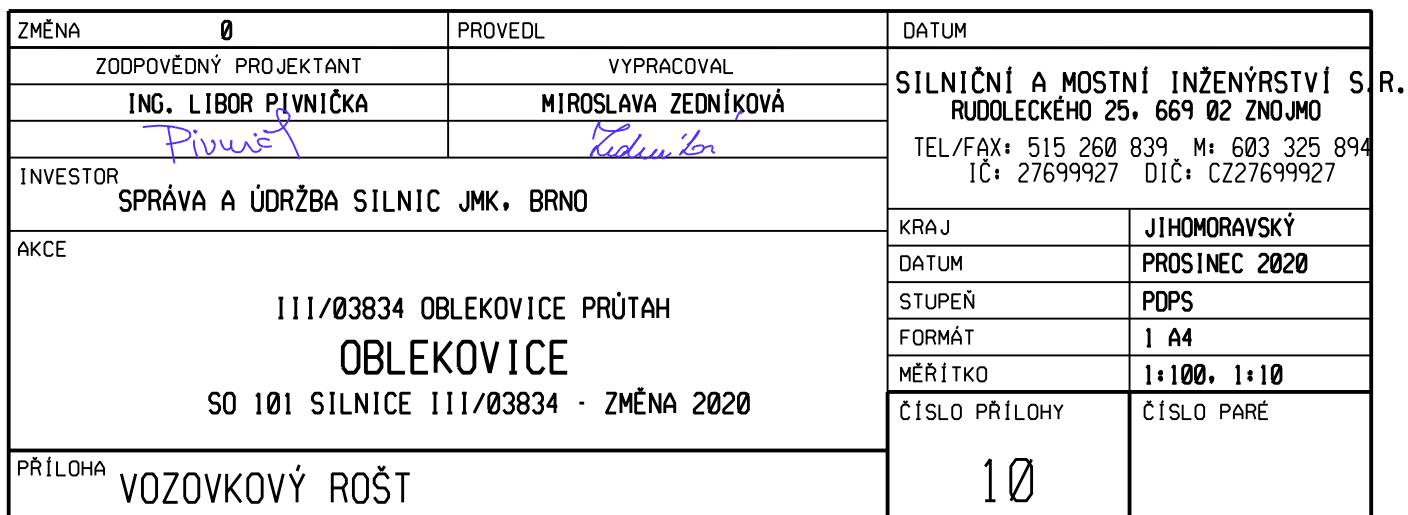 ZMĚNA 0 PROVEDL DATUM
ZODPOVĚDNÝ PROJEKTANT VYPRACOVAL
ING. LIBOR PIVNIČKA MIROSLAVA ZEDNÍKOVÁ
SILNIČNÍ A MOSTNÍ INŽENÝRSTVÍ S.R.
RUDOLECKÉHO 25, 669 02 ZNOJMO
TEL/FAX: 515 260 839 M: 603 325 894
IČ: 27699927 DIČ: CZ27699927
INVESTOR
SPRÁVA A ÚDRŽBA SILNIC JMK, BRNO
KRAJ JIHOMORAVSKÝ
DATUM PROSINEC 2020
STUPEŇ PDPS
FORMÁT 1 A4
MĚŘÍTKO 1:100, 1:10
AKCE
III/03834 OBLEKOVICE PRŮTAH
OBLEKOVICE
SO 101 SILNICE III/03834 - ZMĚNA 2020
ČÍSLO PŘÍLOHY ČÍSLO PARÉ
10
PŘÍLOHA VOZOVKOVÝ ROŠT